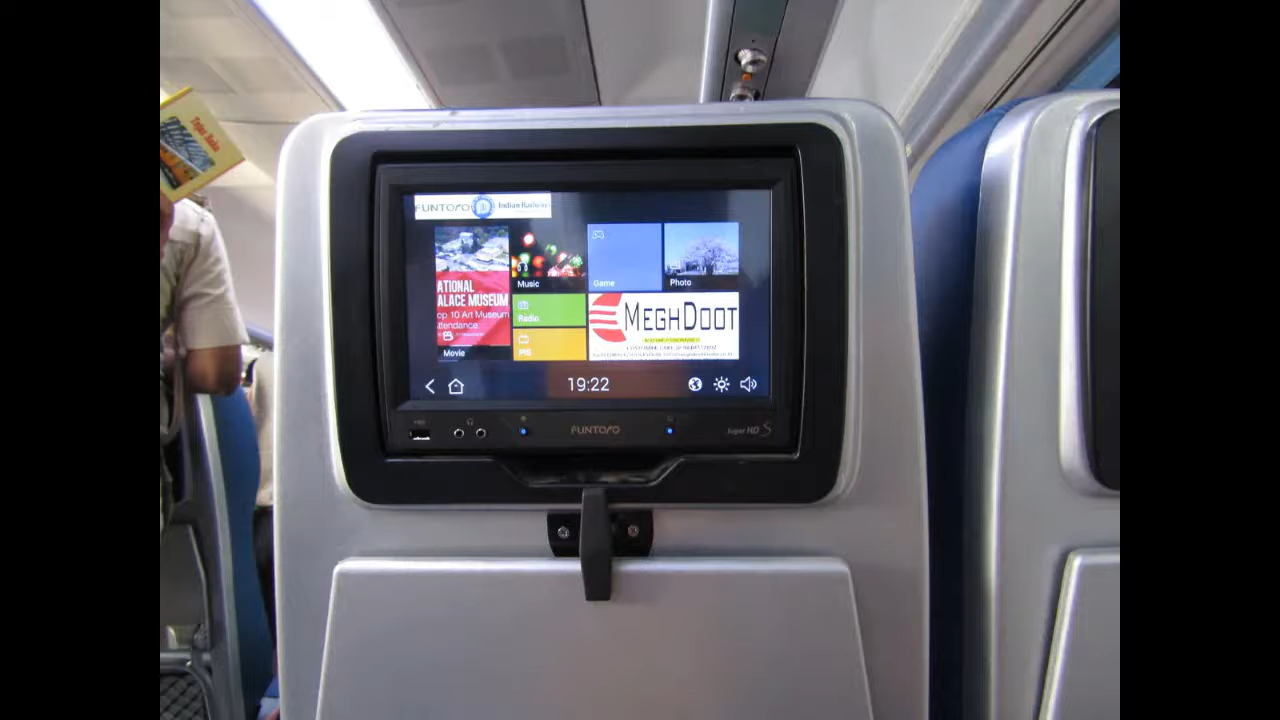 FUNTORO Indian Railways
ATIONAL
ALACE MUSEUM
op 10 Art Museum
ttendance
Movie
Music
Game
Photo
Radio
PIS
MEGHDOOT
19:22
FUNTORO
Super HD S